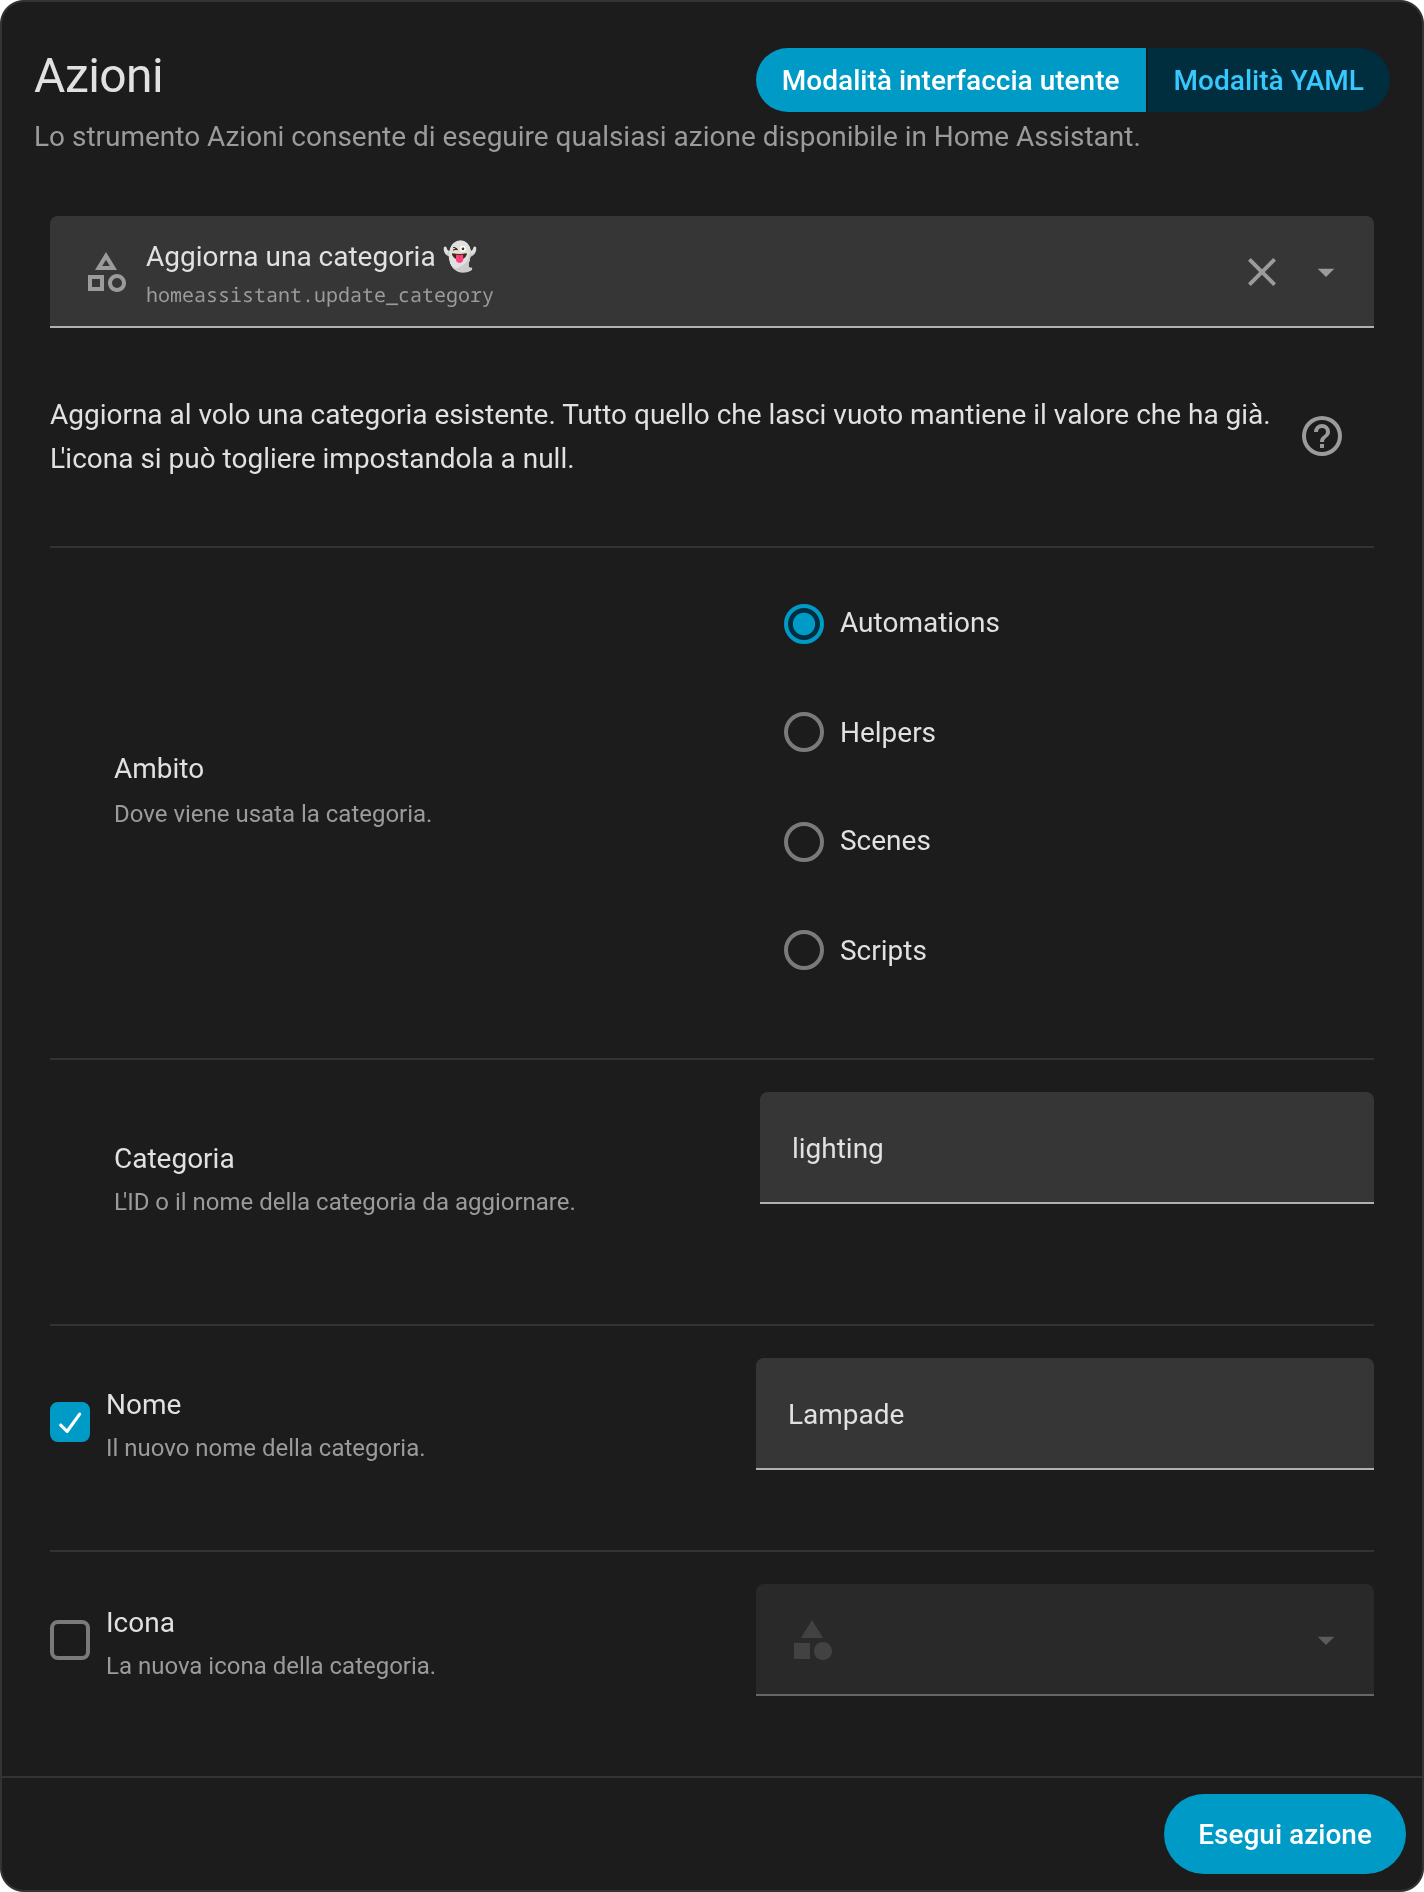 Azioni
Modalità interfaccia utente
Modalità YAML
Lo strumento Azioni consente di eseguire qualsiasi azione disponibile in Home Assistant.
Aggiorna una categoria 👻
homeassistant.update_category
Aggiorna al volo una categoria esistente. Tutto quello che lasci vuoto mantiene il valore che ha già.
L'icona si può togliere impostandola a null.
Ambito
Dove viene usata la categoria.
Automations
Helpers
Scenes
Scripts
Categoria
L'ID o il nome della categoria da aggiornare.
lighting
Nome
Il nuovo nome della categoria.
Lampade
Icona
La nuova icona della categoria.
Esegui azione